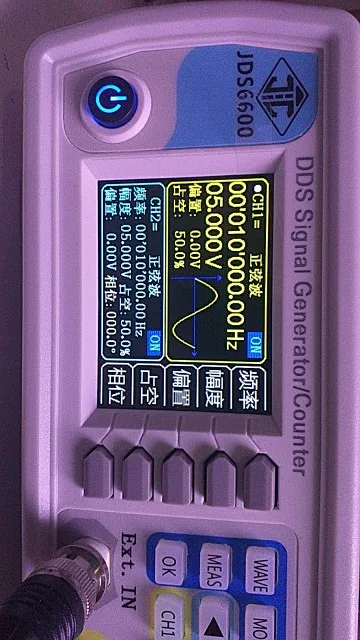 JDS6600
DDS Signal Generator/Counter
●CH1= 正弦波 ON
00'010'000.00Hz
05.000V
偏置: 0.00V
占空: 50.0%
CH2= 正弦波 ON
频率: 00'010'000.00 Hz
幅度: 05.000V 占空: 50.0%
偏置: 0.00V 相位: 000.0°
频率
幅度
偏置
占空
相位
WAVE
MEAS
OK
CH1
Ext. IN